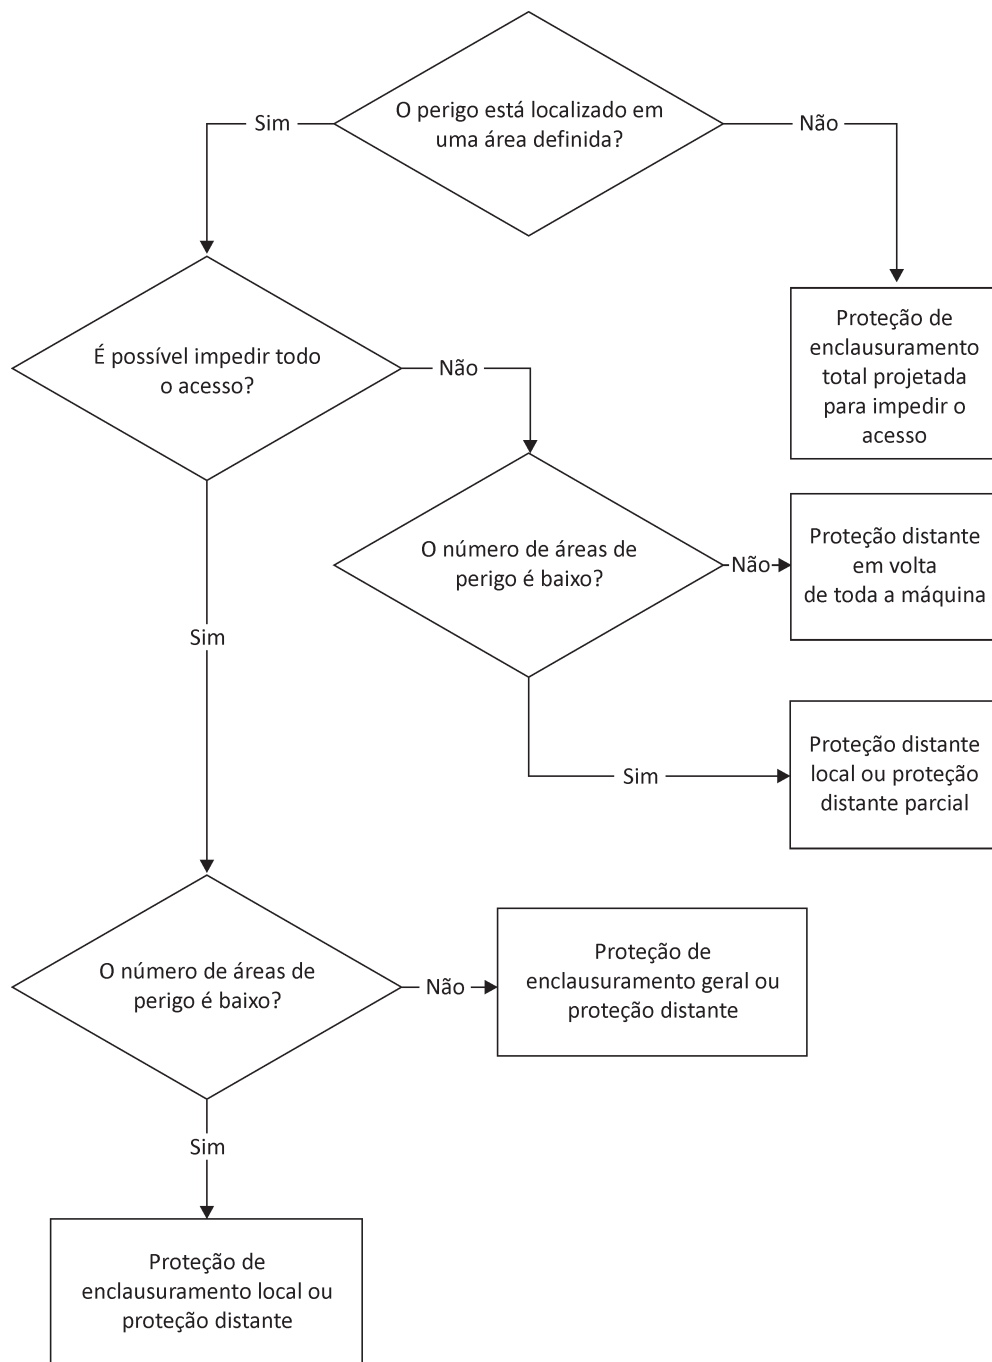 O perigo está localizado em
uma área definida?
Sim
Não
Proteção de
enclausuramento
total projetada
para impedir o
acesso
É possível impedir todo
o acesso?
Não
O número de áreas de
perigo é baixo?
Não
Proteção distante
em volta
de toda a máquina
Sim
Sim
Proteção distante
local ou proteção
distante parcial
O número de áreas de
perigo é baixo?
Não
Proteção de
enclausuramento geral ou
proteção distante
Sim
Proteção de
enclausuramento local ou
proteção distante